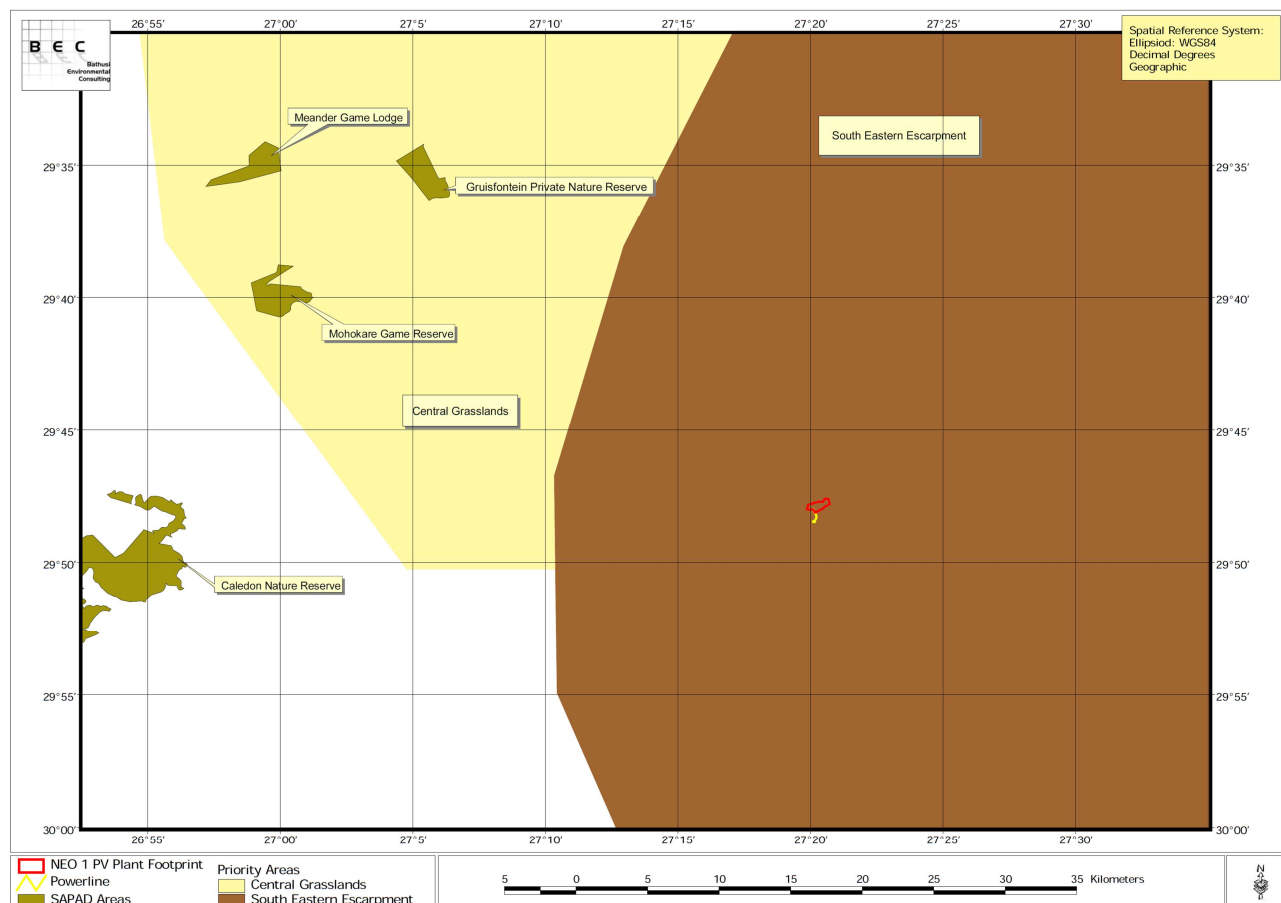 26°55' 27°00' 27°05' 27°10' 27°15' 27°20' 27°25' 27°30'
B E C
Bathusi
Environmental
Consulting
Spatial Reference System:
Ellipsiod: WGS84
Decimal Degrees
Geographic
Meander Game Lodge
South Eastern Escarpment
29°35' 29°35'
Gruisfontein Private Nature Reserve
29°40' 29°40'
Mohokare Game Reserve
Central Grasslands
29°45' 29°45'
29°50' 29°50'
Caledon Nature Reserve
29°55' 29°55'
30°00' 30°00'
26°55' 27°00' 27°05' 27°10' 27°15' 27°20' 27°25' 27°30'
NEO 1 PV Plant Footprint
Powerline
SAPAD Areas
Priority Areas
Central Grasslands
South Eastern Escarpment
5 0 5 10 15 20 25 30 35 Kilometers
N